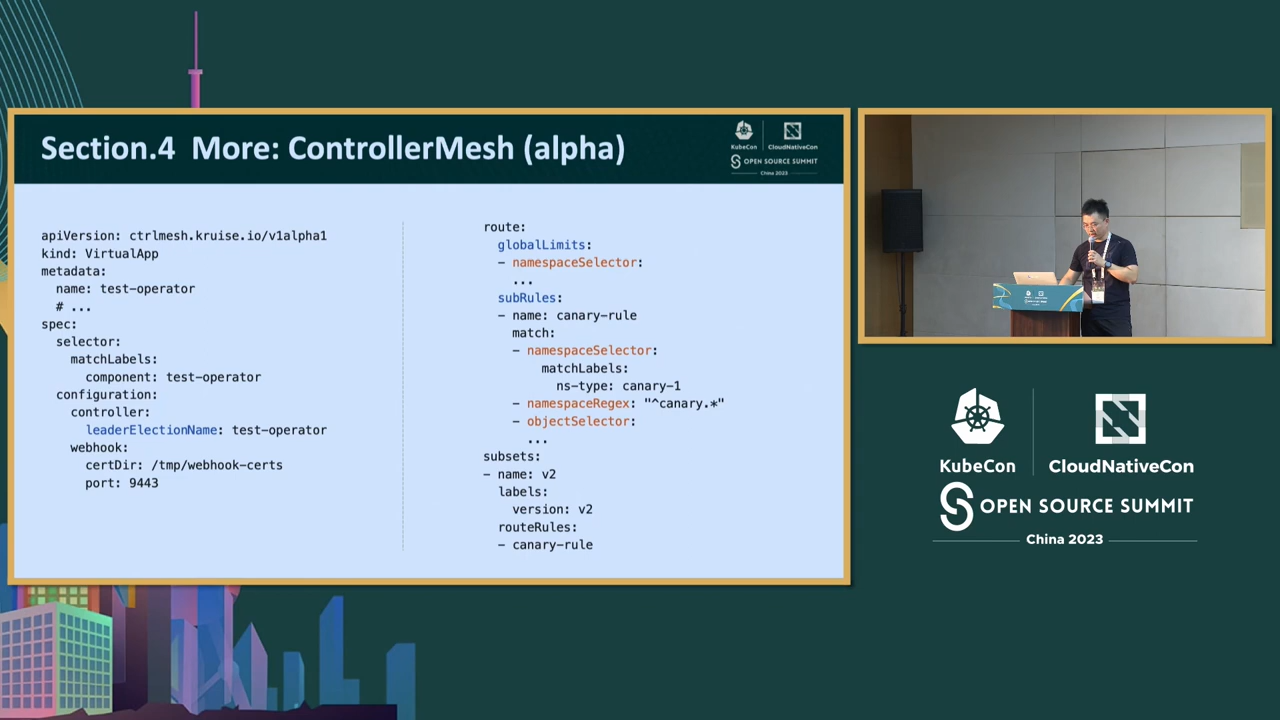 Section.4 More: ControllerMesh (alpha)
KubeCon
CloudNativeCon
OPEN SOURCE SUMMIT
China 2023
apiVersion: ctrlmesh.kruise.io/v1alpha1
kind: VirtualApp
metadata:
name: test-operator
# ...
spec:
selector:
matchLabels:
component: test-operator
configuration:
controller:
leaderElectionName: test-operator
webhook:
certDir: /tmp/webhook-certs
port: 9443
route:
globalLimits:
- namespaceSelector:
...
subRules:
- name: canary-rule
match:
- namespaceSelector:
matchLabels:
ns-type: canary-1
- namespaceRegex: "^canary.*"
- objectSelector:
...
subsets:
- name: v2
labels:
version: v2
routeRules:
- canary-rule
KubeCon
CloudNativeCon
OPEN SOURCE SUMMIT
China 2023